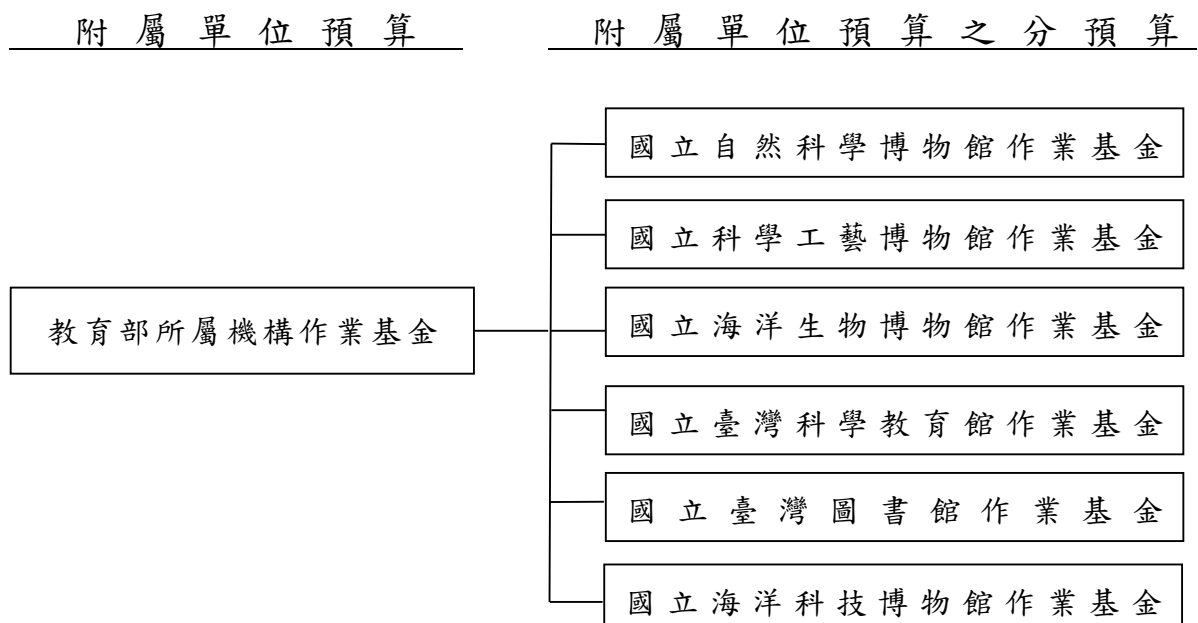 附屬單位預算
附屬單位預算之分預算
教育部所屬機構作業基金
國立自然科學博物館作業基金
國立科學工藝博物館作業基金
國立海洋生物博物館作業基金
國立臺灣科學教育館作業基金
國立臺灣圖書館作業基金
國立海洋科技博物館作業基金